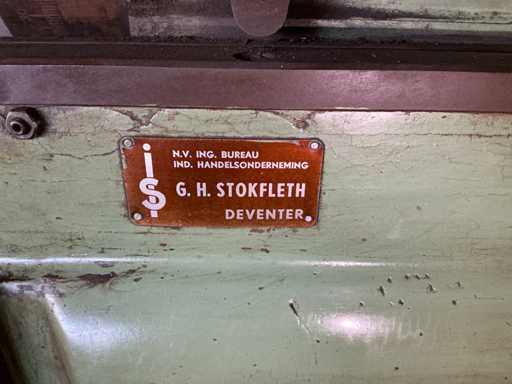 iS
N.V. ING. BUREAU
IND. HANDELSONDERNEMING
G. H. STOKFLETH
DEVENTER